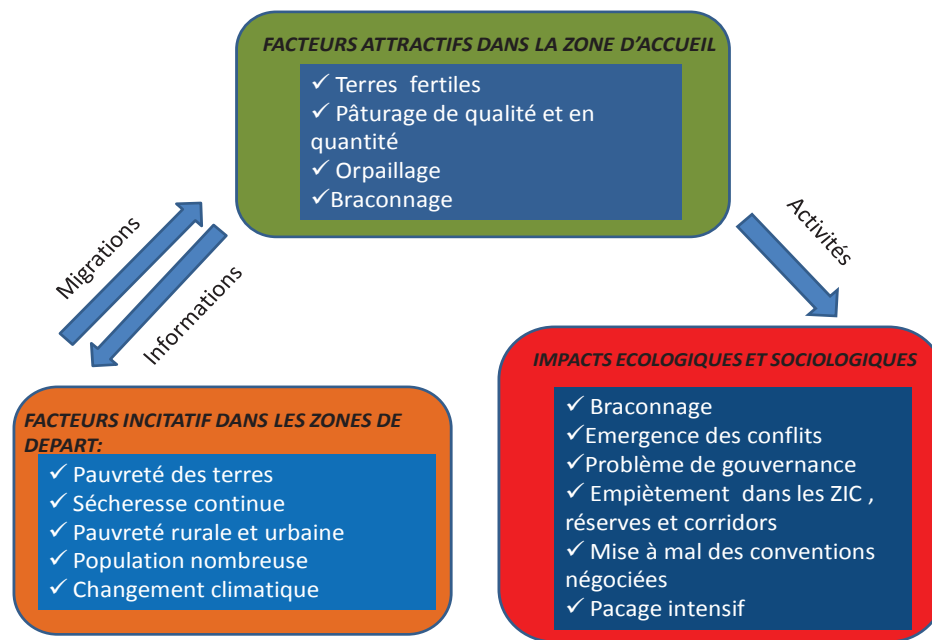 FACTEURS ATTRACTIFS DANS LA ZONE D’ACCUEIL
✓ Terres fertiles
✓ Pâturage de qualité et en
quantité
✓ Orpaillage
✓Braconnage
Migrations
Informations
Activités
FACTEURS INCITATIF DANS LES ZONES DE
DEPART:
✓ Pauvreté des terres
✓ Sécheresse continue
✓ Pauvreté rurale et urbaine
✓ Population nombreuse
✓ Changement climatique
IMPACTS ECOLOGIQUES ET SOCIOLOGIQUES
✓ Braconnage
✓Emergence des conflits
✓Problème de gouvernance
✓ Empiètement dans les ZIC ,
réserves et corridors
✓ Mise à mal des conventions
négociées
✓ Pacage intensif